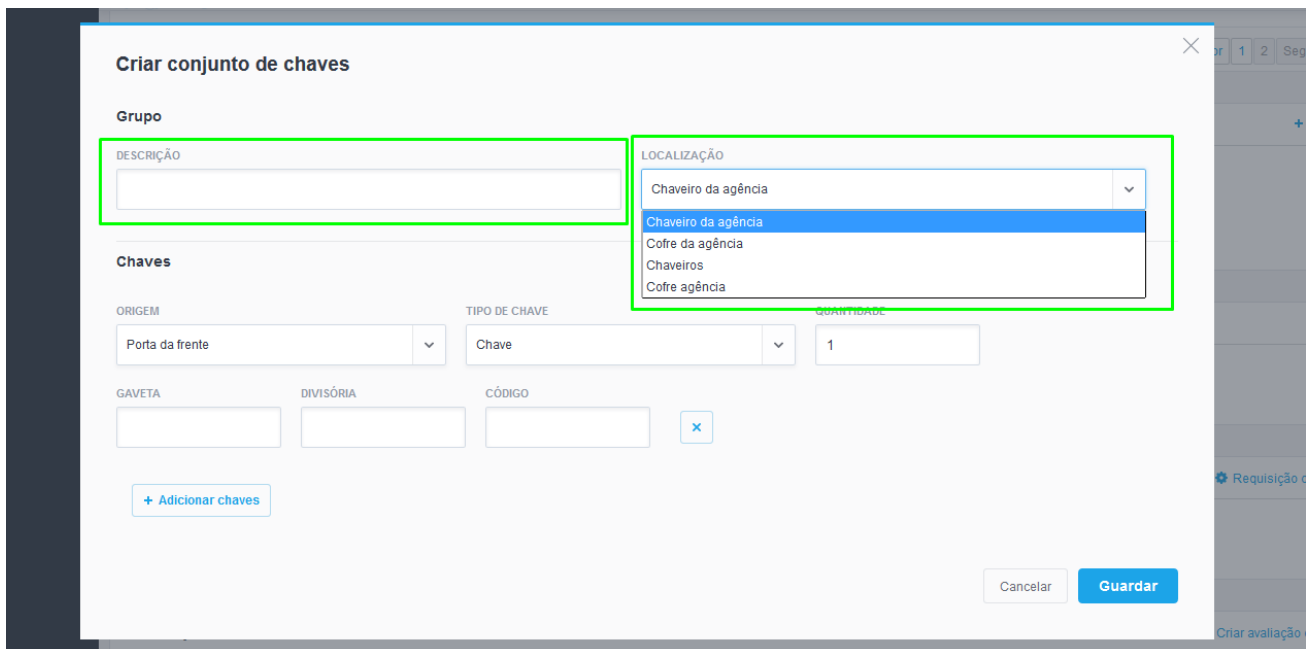 or 1 2 Seg
Criar conjunto de chaves
Grupo
+
DESCRIÇÃO LOCALIZAÇÃO
Chaveiro da agência
Chaveiro da agência
Cofre da agência
Chaveiros
Cofre agência
Chaves
ORIGEM TIPO DE CHAVE QUANTIDADE
Porta da frente Chave 1
GAVETA DIVISÓRIA CÓDIGO
Requisição
+ Adicionar chaves
Cancelar Guardar
Criar avaliação